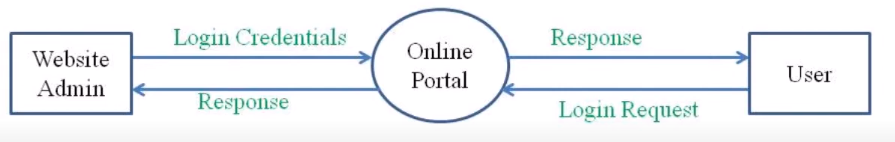 Login Credentials
Response
Website
Admin
Online
Portal
User
Response
Login Request